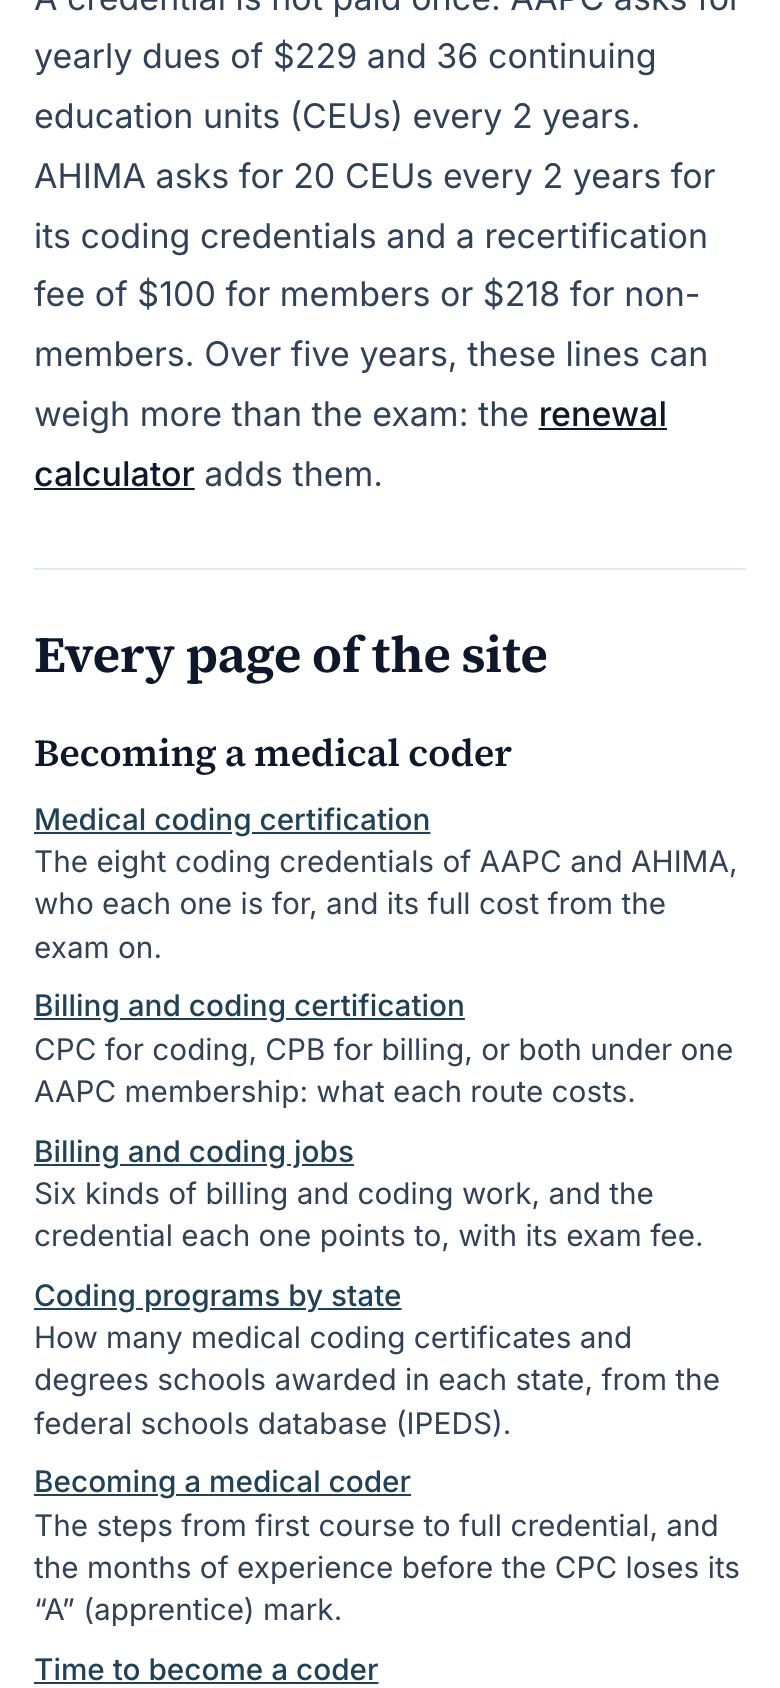 A credential is not paid once. AAPC asks for
yearly dues of $229 and 36 continuing
education units (CEUs) every 2 years.
AHIMA asks for 20 CEUs every 2 years for
its coding credentials and a recertification
fee of $100 for members or $218 for non-
members. Over five years, these lines can
weigh more than the exam: the renewal
calculator adds them.
Every page of the site
Becoming a medical coder
Medical coding certification
The eight coding credentials of AAPC and AHIMA,
who each one is for, and its full cost from the
exam on.
Billing and coding certification
CPC for coding, CPB for billing, or both under one
AAPC membership: what each route costs.
Billing and coding jobs
Six kinds of billing and coding work, and the
credential each one points to, with its exam fee.
Coding programs by state
How many medical coding certificates and
degrees schools awarded in each state, from the
federal schools database (IPEDS).
Becoming a medical coder
The steps from first course to full credential, and
the months of experience before the CPC loses its
“A” (apprentice) mark.
Time to become a coder